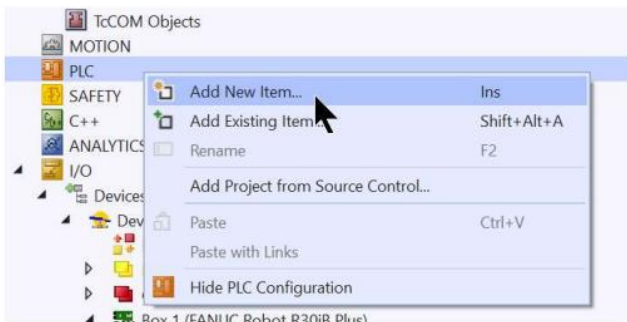 TcCOM Objects
MOTION
PLC
SAFETY
C++
ANALYTICS
I/O
Devices
Add New Item... Ins
Add Existing Item... Shift+Alt+A
Rename F2
Add Project from Source Control...
Paste Ctrl+V
Paste with Links
Hide PLC Configuration
Box 1 (FANUC Robot R30iB Plus)